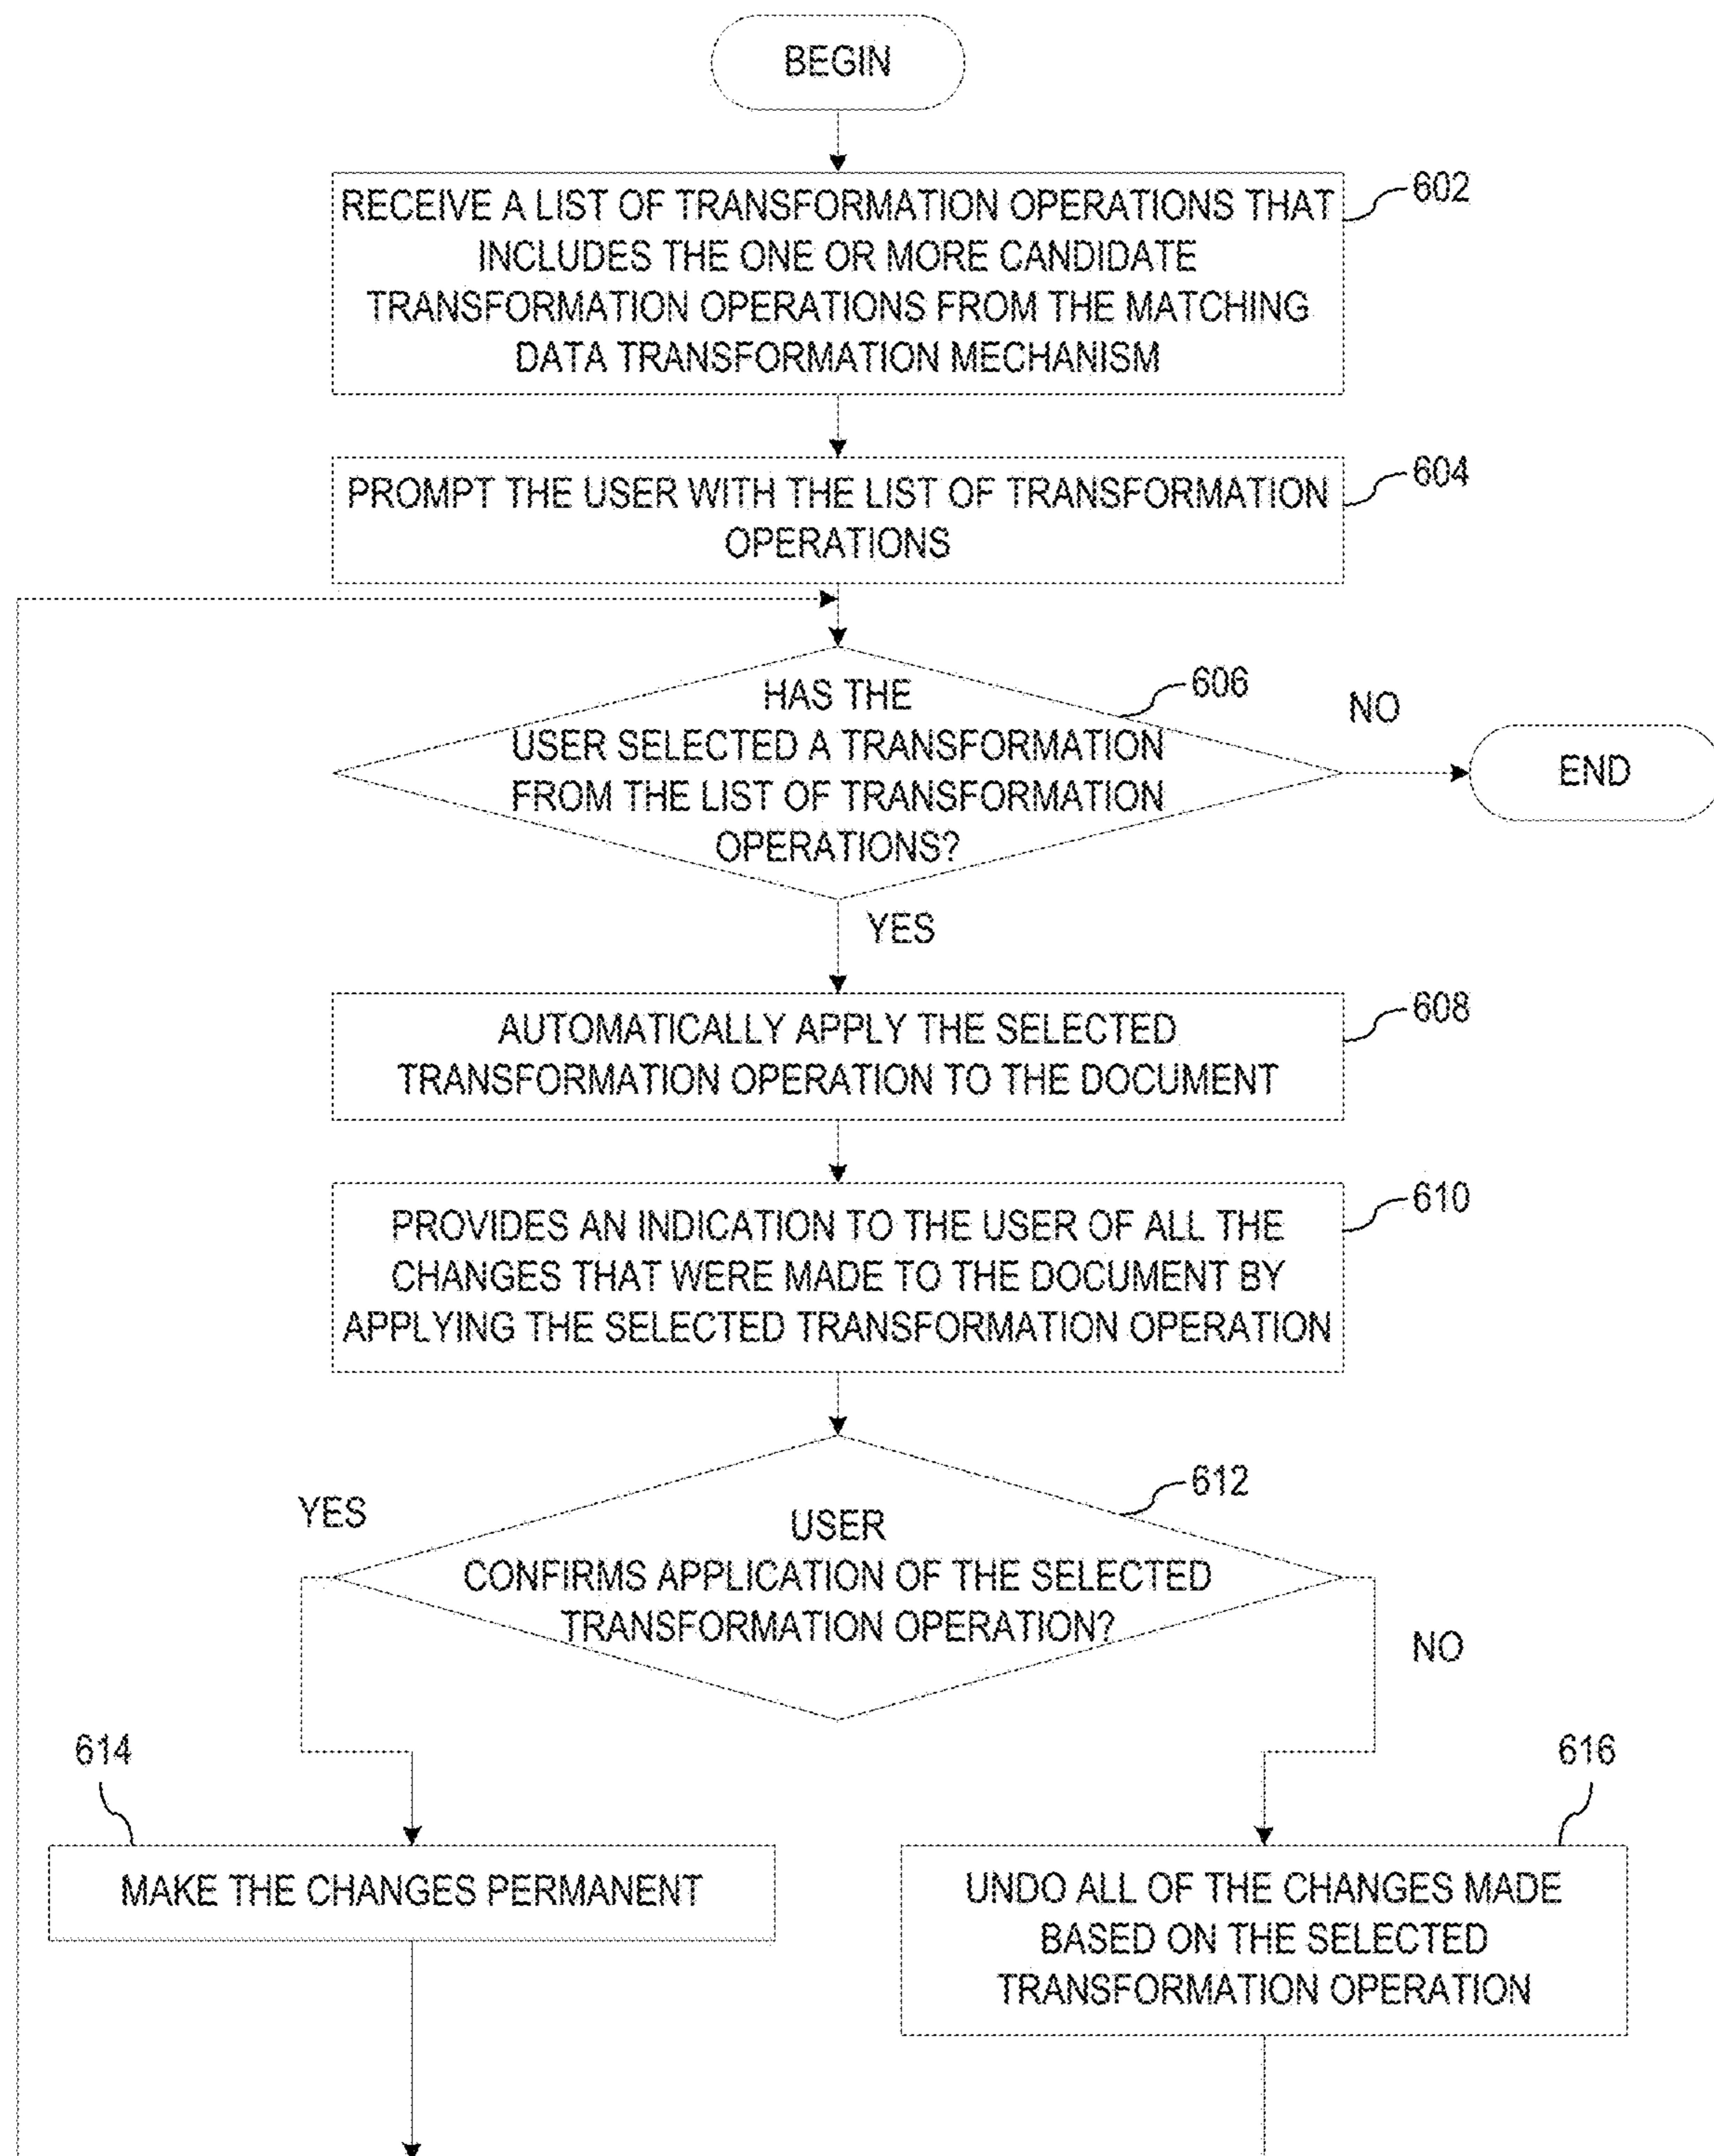 BEGIN
RECEIVE A LIST OF TRANSFORMATION OPERATIONS THAT
INCLUDES THE ONE OR MORE CANDIDATE
TRANSFORMATION OPERATIONS FROM THE MATCHING
DATA TRANSFORMATION MECHANISM
602
PROMPT THE USER WITH THE LIST OF TRANSFORMATION
OPERATIONS
604
HAS THE
USER SELECTED A TRANSFORMATION
FROM THE LIST OF TRANSFORMATION
OPERATIONS?
606
NO
END
YES
AUTOMATICALLY APPLY THE SELECTED
TRANSFORMATION OPERATION TO THE DOCUMENT
608
PROVIDES AN INDICATION TO THE USER OF ALL THE
CHANGES THAT WERE MADE TO THE DOCUMENT BY
APPLYING THE SELECTED TRANSFORMATION OPERATION
610
USER
CONFIRMS APPLICATION OF THE SELECTED
TRANSFORMATION OPERATION?
612
YES
NO
614
MAKE THE CHANGES PERMANENT
616
UNDO ALL OF THE CHANGES MADE
BASED ON THE SELECTED
TRANSFORMATION OPERATION